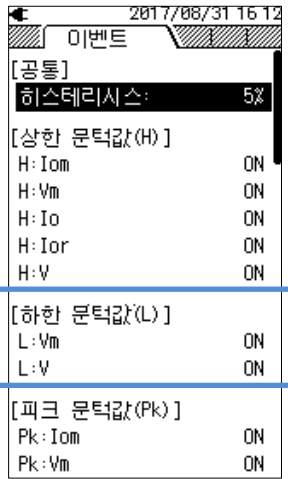 2017/08/31 16 12
이벤트
[공통]
히스테리시스: 5%
[상한 문턱값(H)]
H:Iom ON
H:Vm ON
H:Io ON
H:Ior ON
H:V ON
[하한 문턱값(L)]
L:Vm ON
L:V ON
[피크 문턱값(Pk)]
Pk:Iom ON
Pk:Vm ON